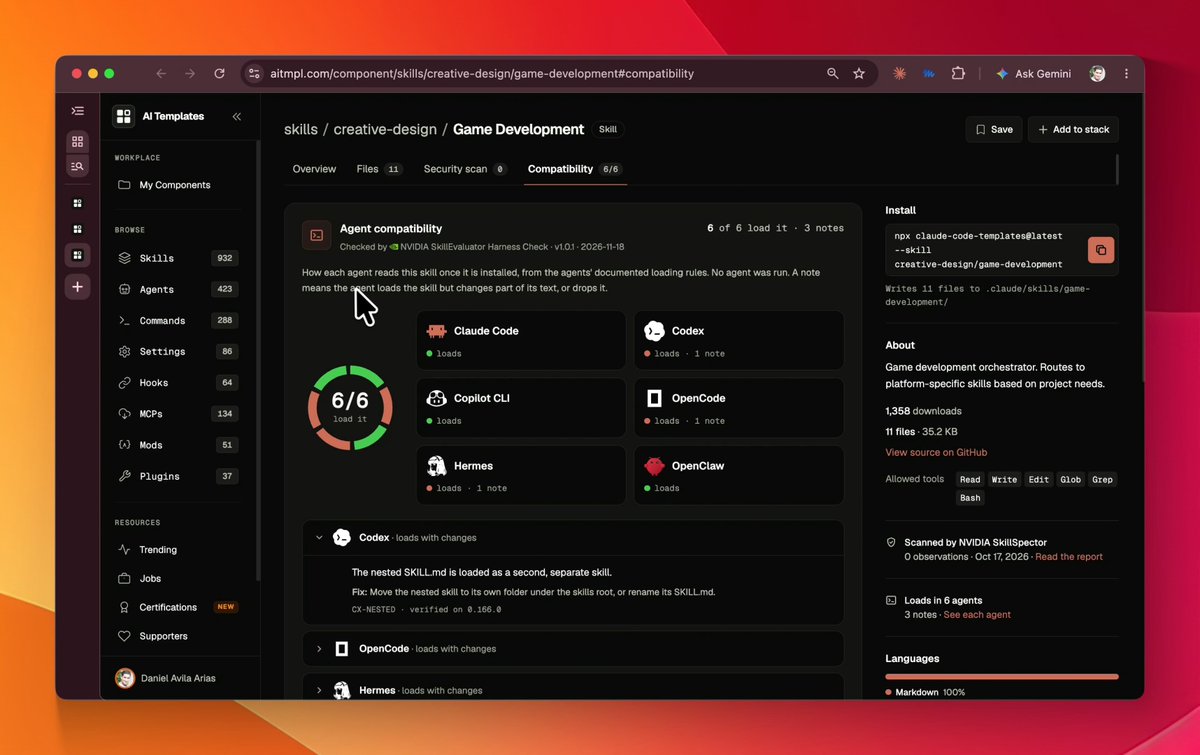 aitmpl.com/component/skills/creative-design/game-development#compatibility
Ask Gemini
AI Templates
WORKPLACE
My Components
BROWSE
Skills 932
Agents 423
Commands 288
Settings 86
Hooks 64
MCPs 134
Mods 51
Plugins 37
RESOURCES
Trending
Jobs
Certifications NEW
Supporters
Daniel Avila Arias
skills / creative-design / Game Development Skill
Save
+ Add to stack
Overview Files 11 Security scan 0 Compatibility 6/6
Agent compatibility
Checked by NVIDIA SkillEvaluator Harness Check · v1.0.1 · 2026-11-18
6 of 6 load it · 3 notes
How each agent reads this skill once it is installed, from the agents' documented loading rules. No agent was run. A note
means the agent loads the skill but changes part of its text, or drops it.
6/6
load it
Claude Code
loads
Codex
loads · 1 note
Copilot CLI
loads
OpenCode
loads · 1 note
Hermes
loads · 1 note
OpenClaw
loads
Codex · loads with changes
The nested SKILL.md is loaded as a second, separate skill.
Fix: Move the nested skill to its own folder under the skills root, or rename its SKILL.md.
CX-NESTED · verified on 0.166.0
OpenCode · loads with changes
Hermes · loads with changes
Install
npx claude-code-templates@latest
--skill
creative-design/game-development
Writes 11 files to .claude/skills/game-
development/
About
Game development orchestrator. Routes to
platform-specific skills based on project needs.
1,358 downloads
11 files · 35.2 KB
View source on GitHub
Allowed tools Read Write Edit Glob Grep
Bash
Scanned by NVIDIA SkillSpector
0 observations · Oct 17, 2026 · Read the report
Loads in 6 agents
3 notes · See each agent
Languages
Markdown 100%